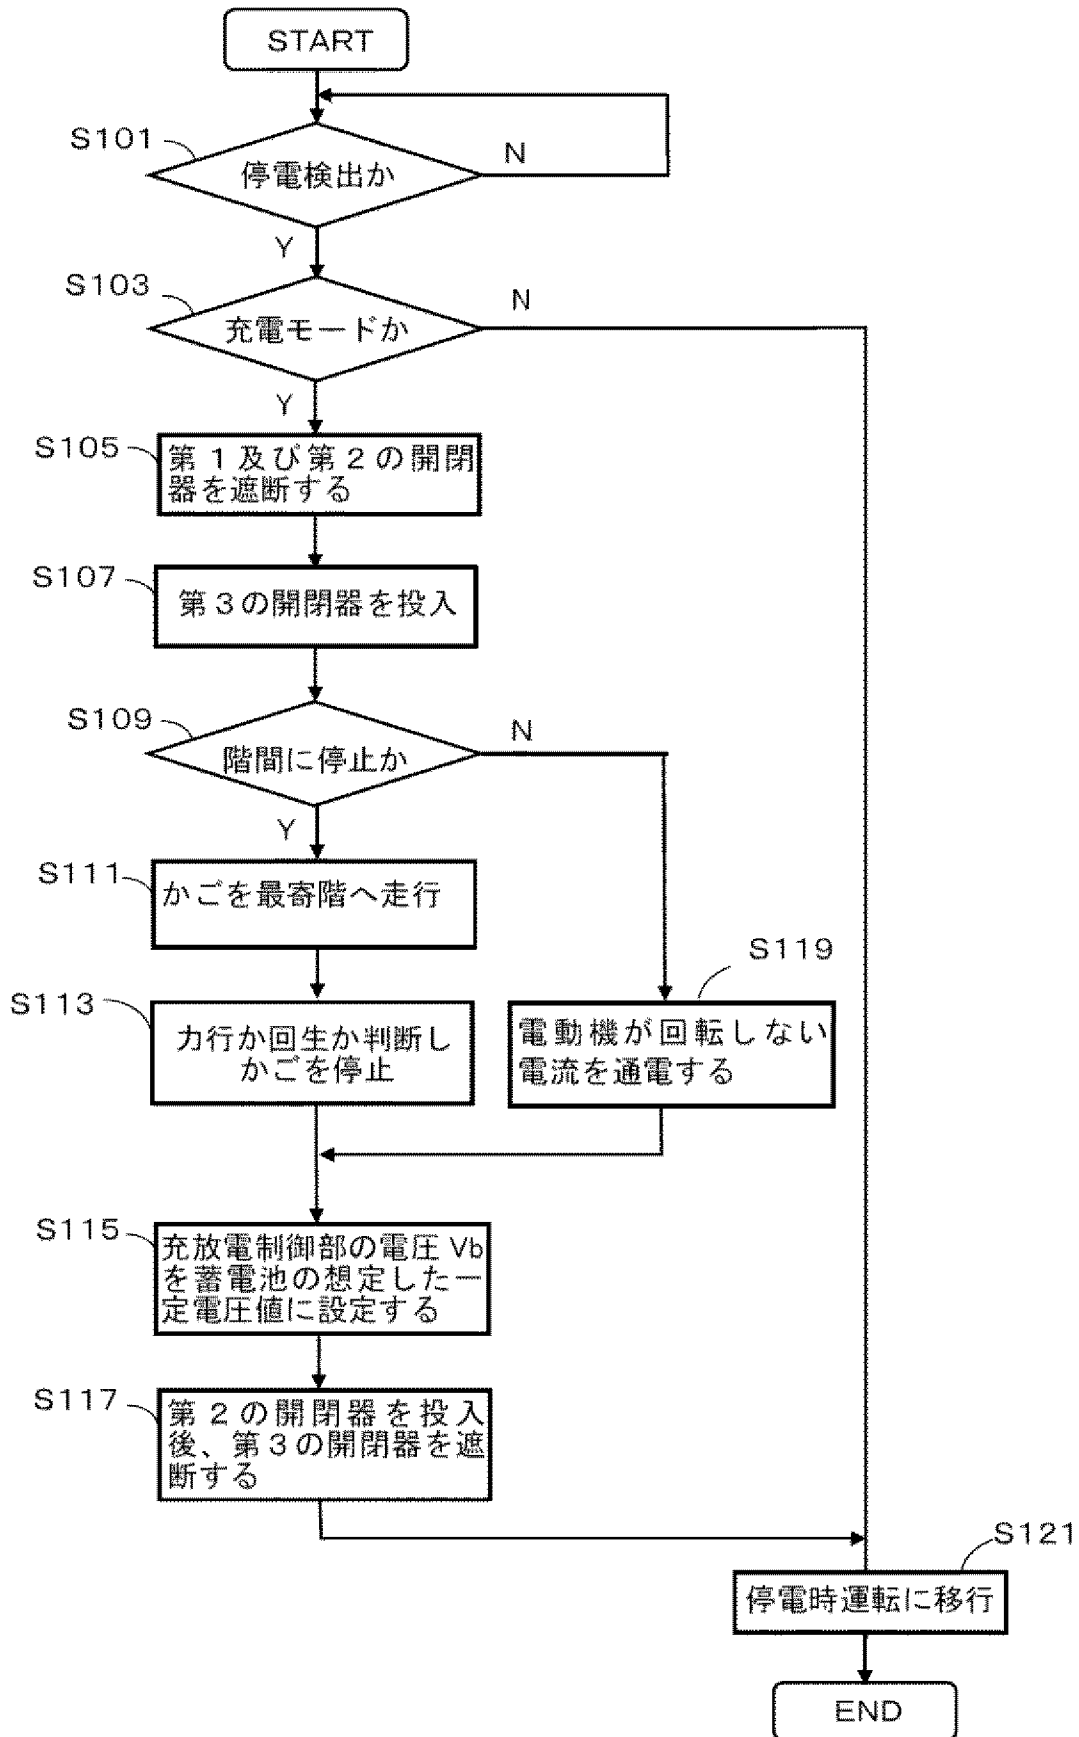 START
S101
停電検出か
N
Y
S103
充電モードか
N
Y
S105
第1及び第2の開閉
器を遮断する
S107
第3の開閉器を投入
S109
階間に停止か
N
Y
S111
かごを最寄階へ走行
S113
力行か回生か判断し
かごを停止
S119
電動機が回転しない
電流を通電する
S115
充放電制御部の電圧Vb
を蓄電池の想定した一
定電圧値に設定する
S117
第2の開閉器を投入
後、第3の開閉器を遮
断する
S121
停電時運転に移行
END